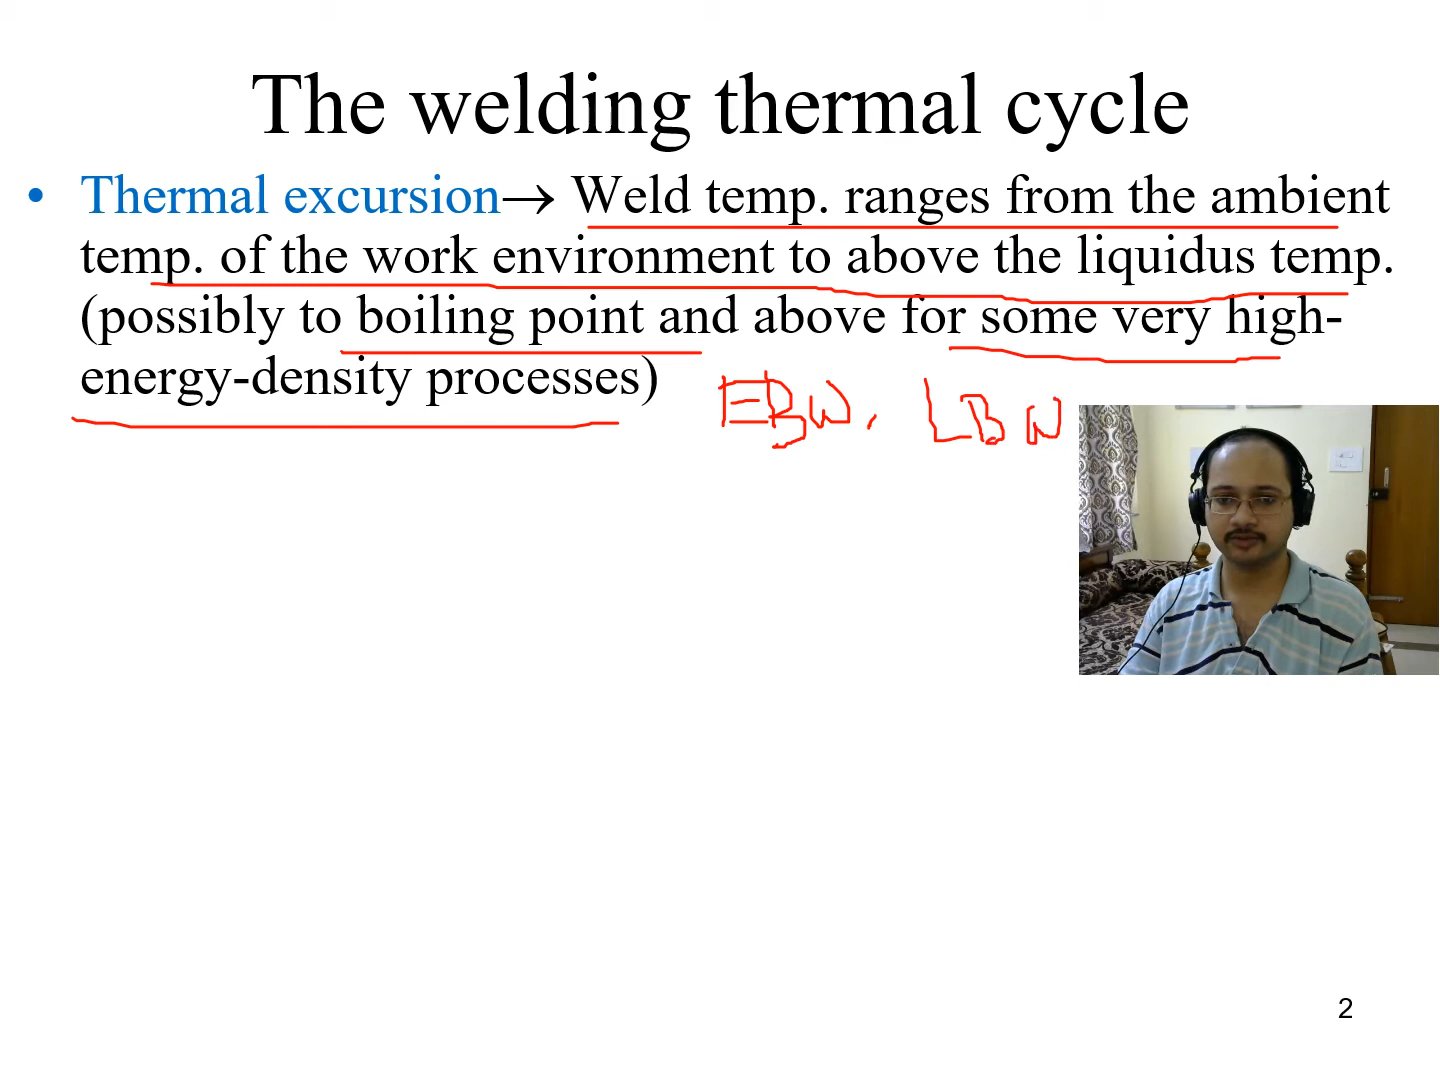 The welding thermal cycle
• Thermal excursion→ Weld temp. ranges from the ambient
temp. of the work environment to above the liquidus temp.
(possibly to boiling point and above for some very high-
energy-density processes)
EBW, LBW
2